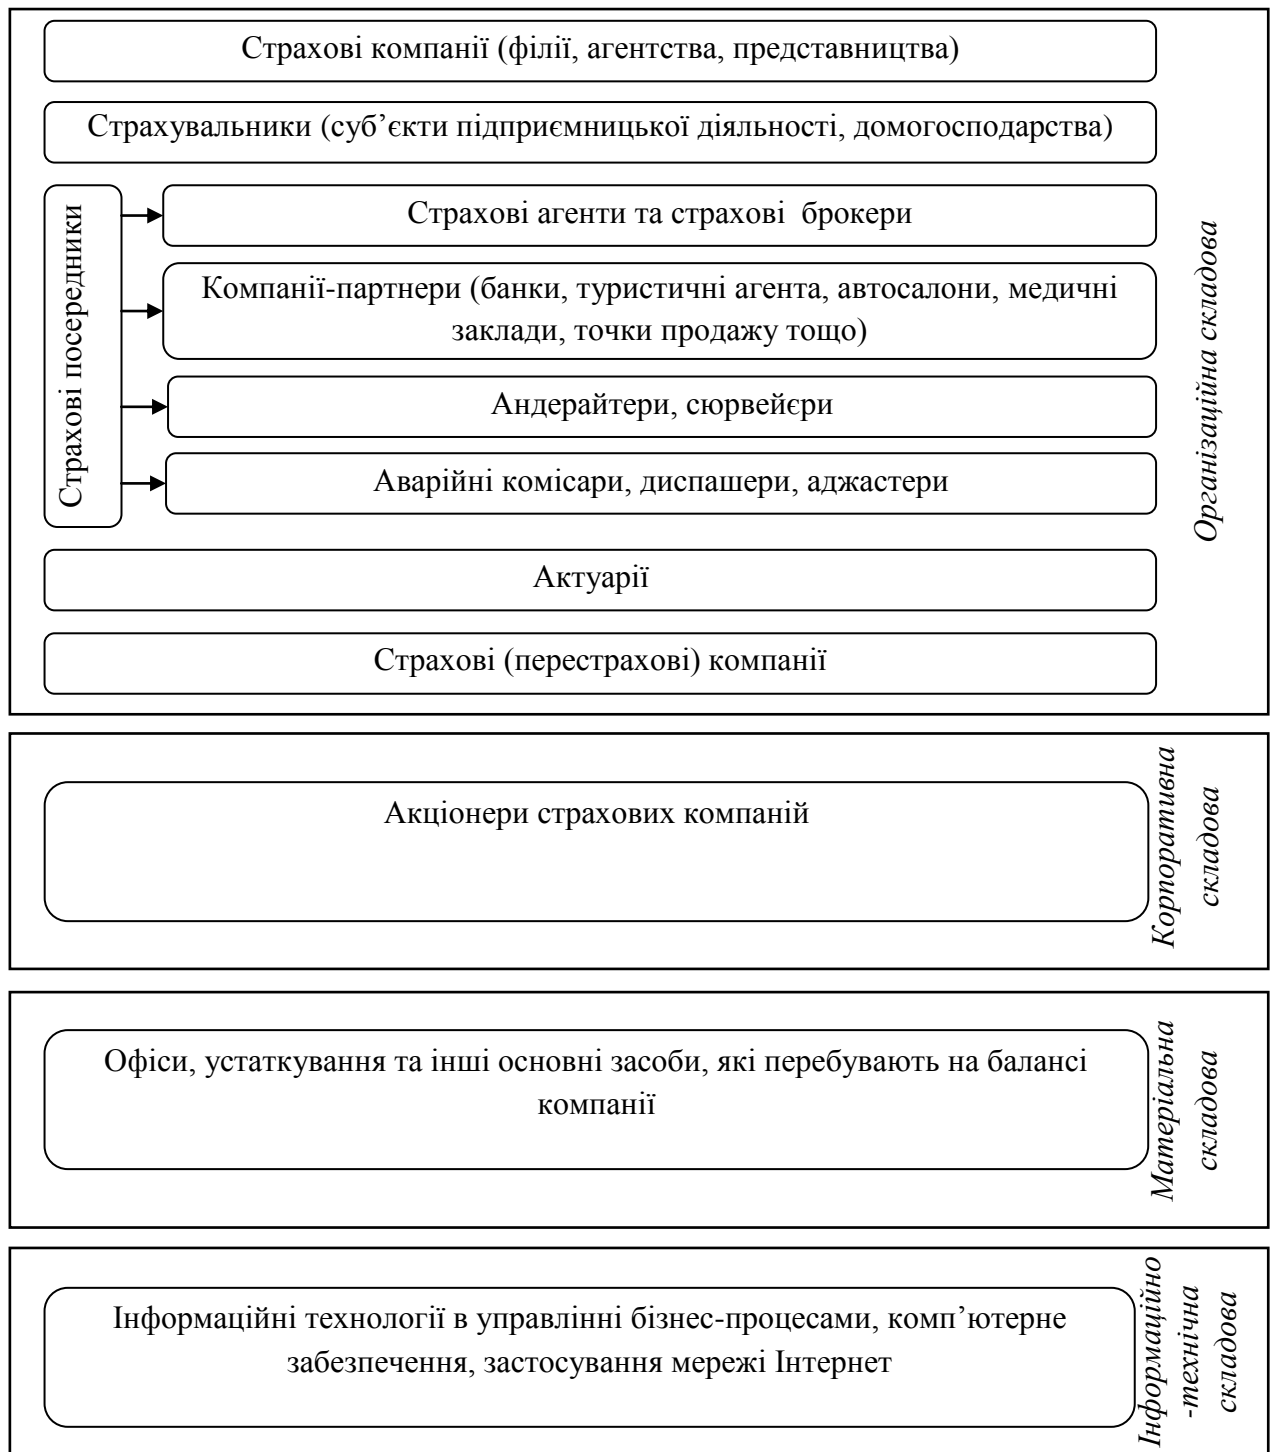 Страхові компанії (філії, агентства, представництва)
Страхувальники (суб’єкти підприємницької діяльності, домогосподарства)
Страхові посередники
Страхові агенти та страхові брокери
Компанії-партнери (банки, туристичні агента, автосалони, медичні
заклади, точки продажу тощо)
Андерайтери, сюрвейєри
Аварійні комісари, диспашери, аджастери
Актуарії
Страхові (перестрахові) компанії
Організаційна складова
Акціонери страхових компаній
Корпоративна
складова
Офіси, устаткування та інші основні засоби, які перебувають на балансі
компанії
Матеріальна
складова
Інформаційні технології в управлінні бізнес-процесами, комп’ютерне
забезпечення, застосування мережі Інтернет
Інформаційно
-технічна
складова